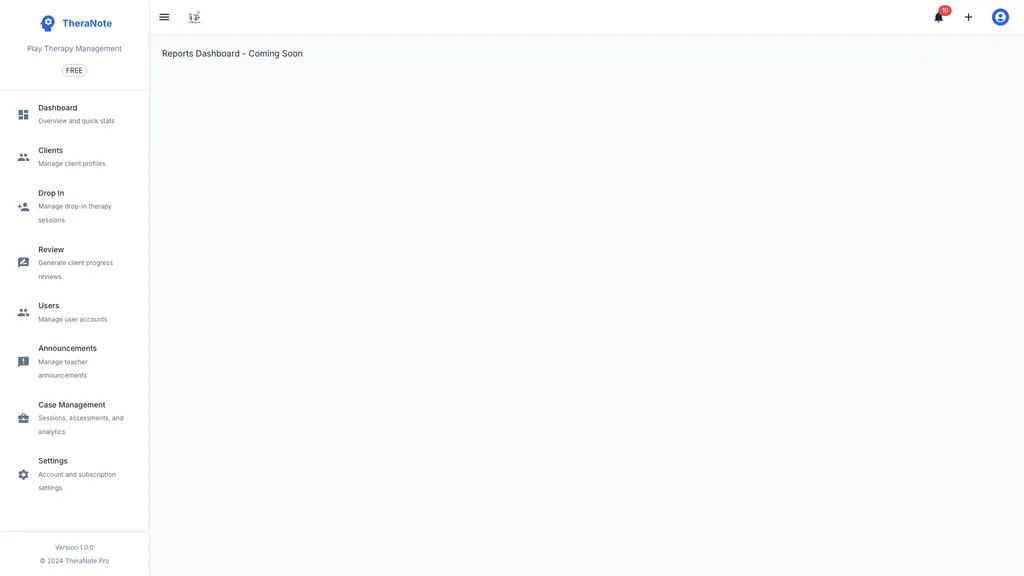 TheraNote
Play Therapy Management
FREE
10
Reports Dashboard - Coming Soon
Dashboard
Overview and quick stats
Clients
Manage client profiles
Drop In
Manage drop-in therapy
sessions
Review
Generate client progress
reviews
Users
Manage user accounts
Announcements
Manage teacher
announcements
Case Management
Sessions, assessments, and
analytics
Settings
Account and subscription
settings
Version 1.0.0
© 2024 TheraNote Pro